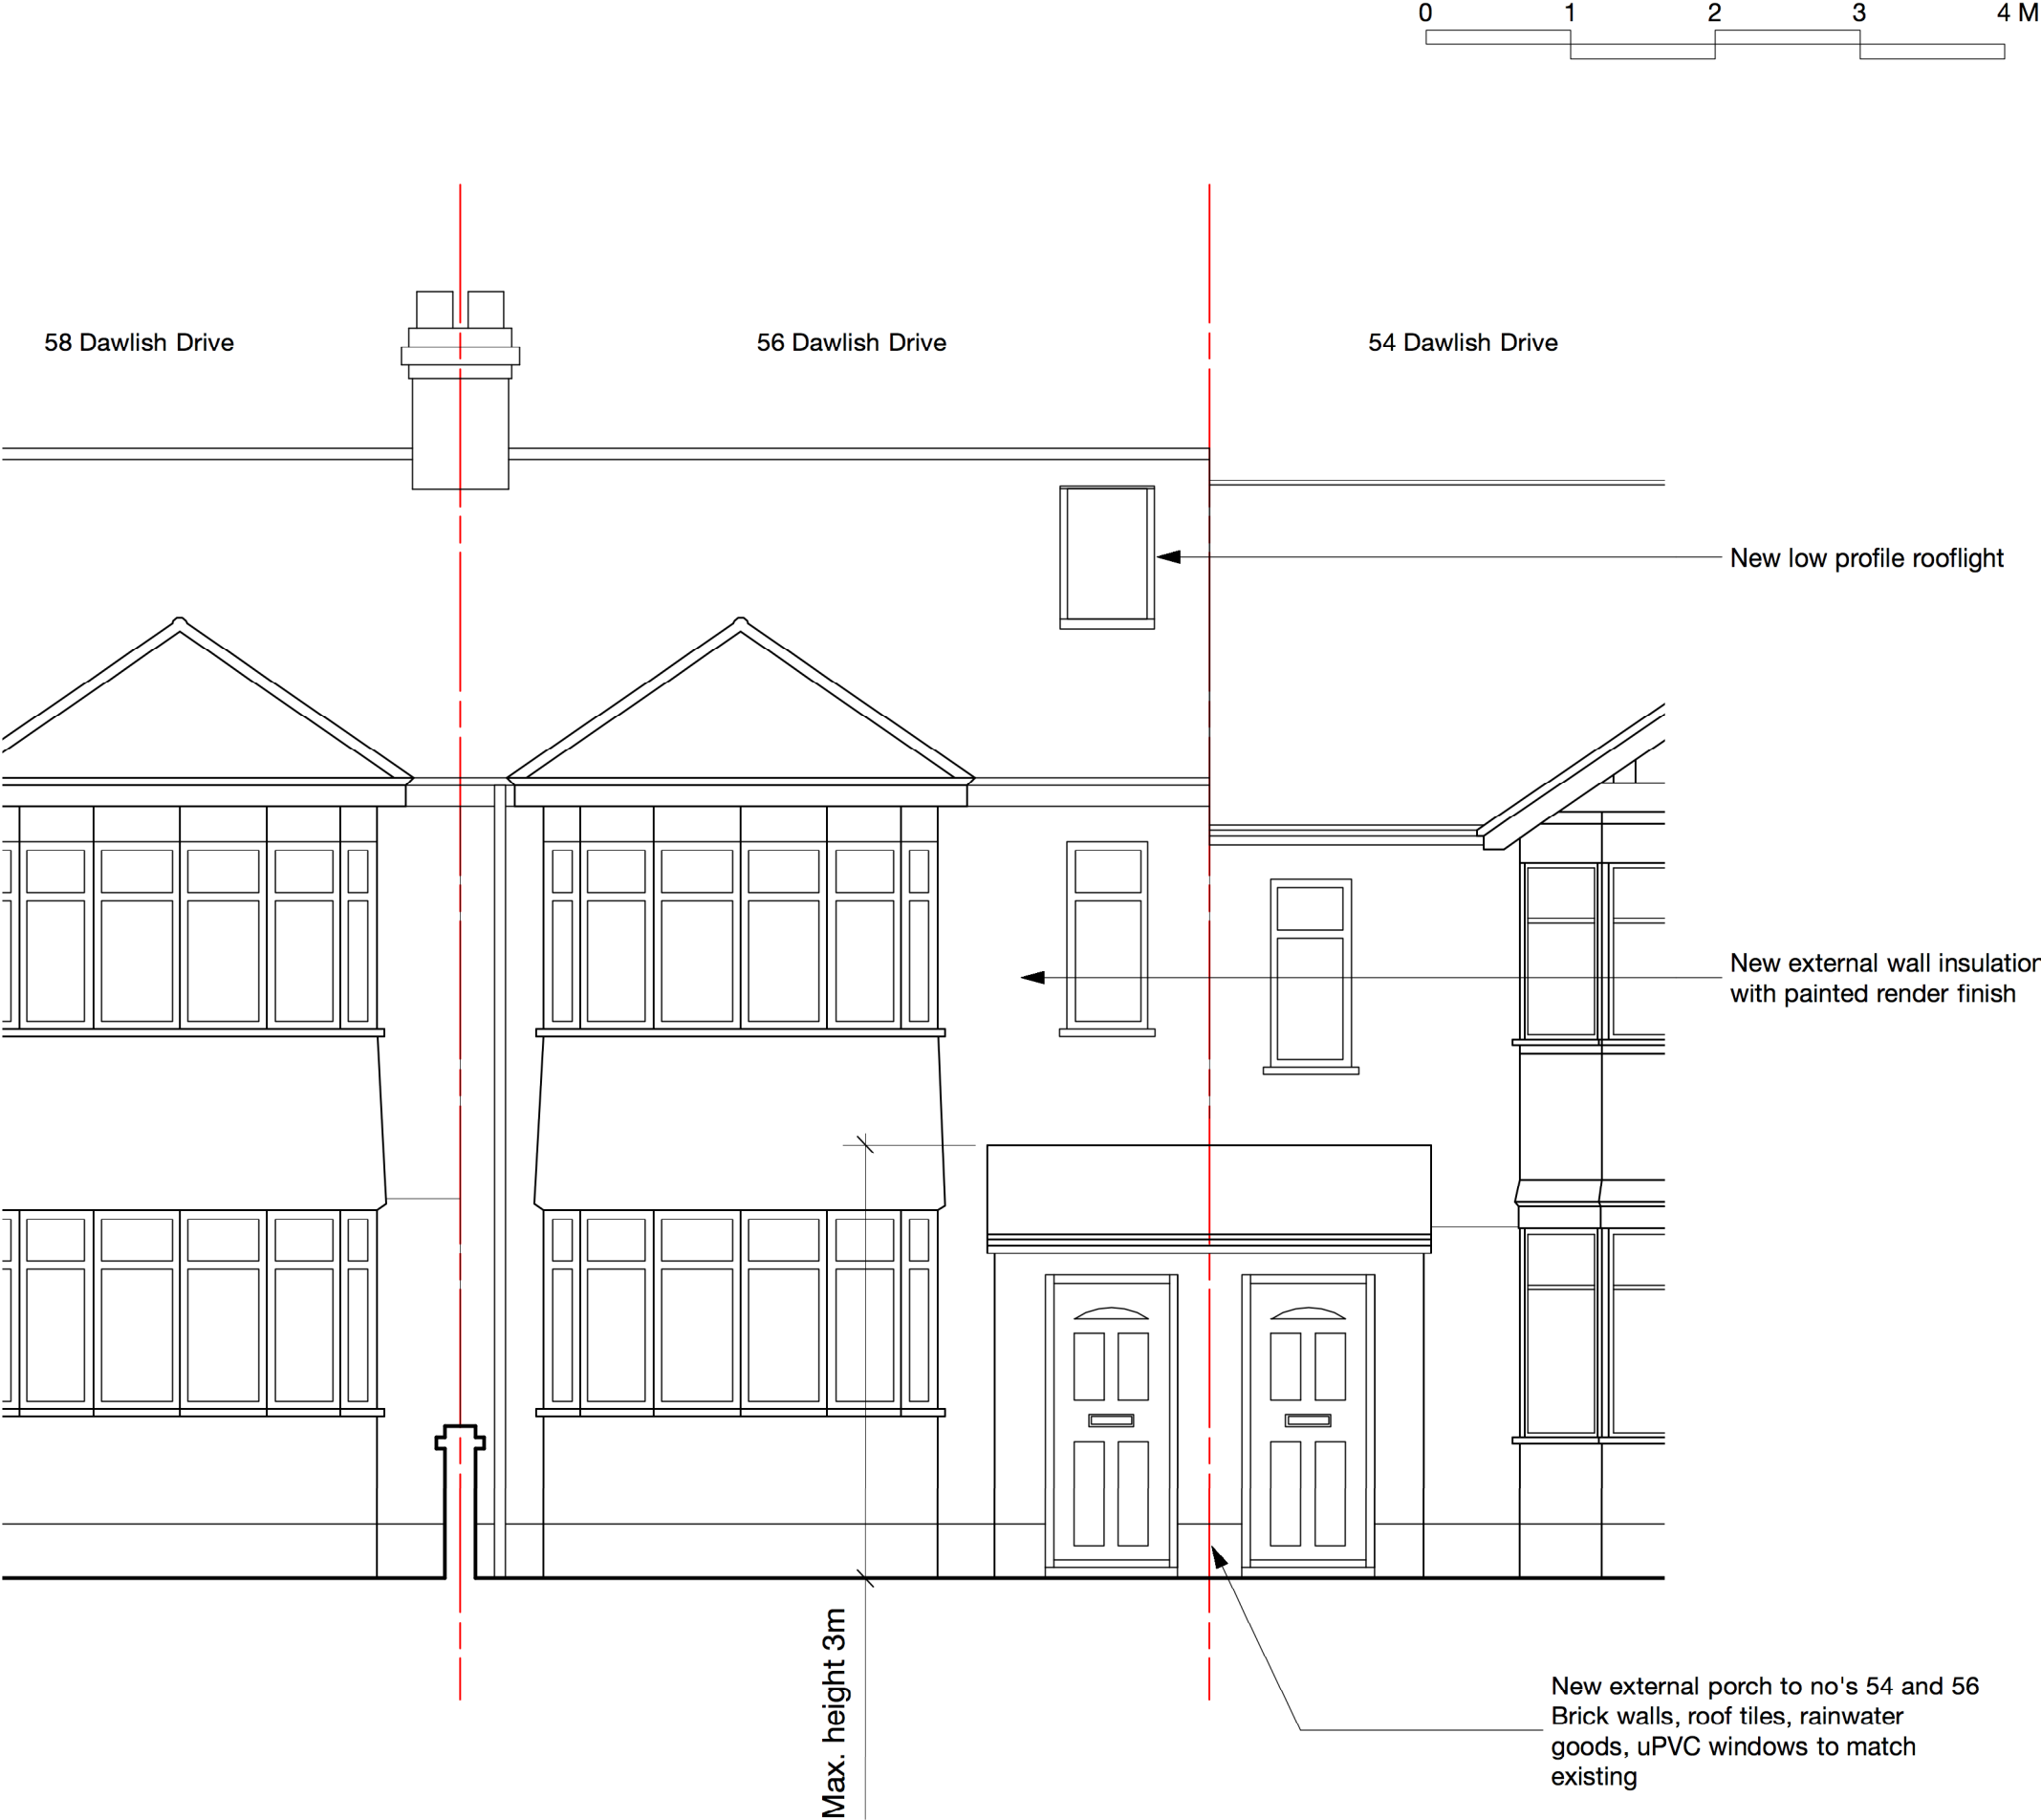 0 1 2 3 4 M
58 Dawlish Drive
56 Dawlish Drive
54 Dawlish Drive
New low profile rooflight
New external wall insulation
with painted render finish
Max. height 3m
New external porch to no's 54 and 56
Brick walls, roof tiles, rainwater
goods, uPVC windows to match
existing